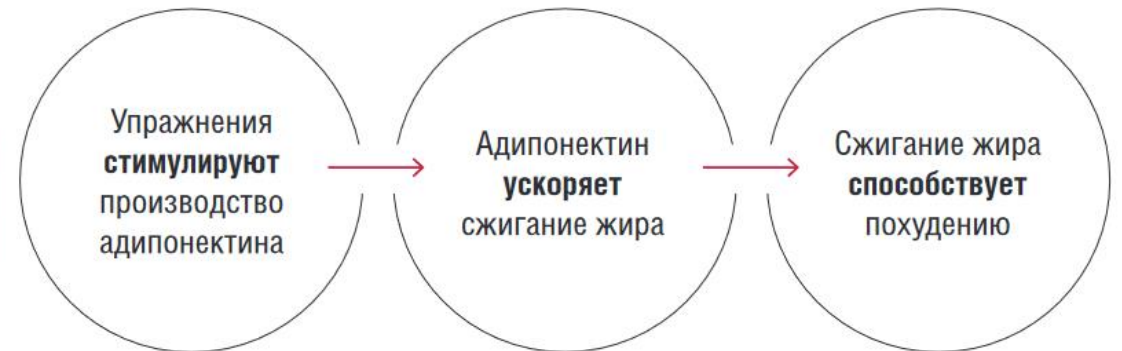 Упражнения
стимулируют
производство
адипонектина
Адипонектин
ускоряет
сжигание жира
Сжигание жира
способствует
похудению